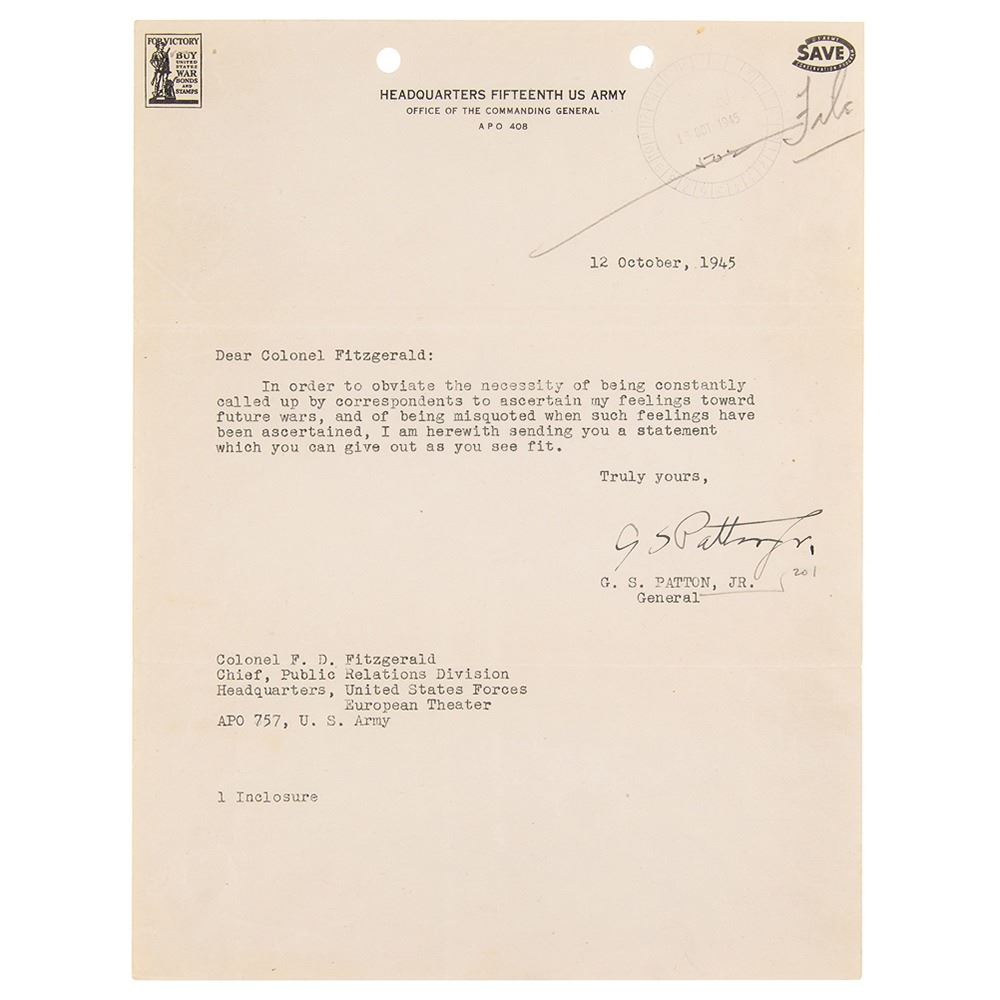 FOR VICTORY
BUY
UNITED
STATES
WAR
BONDS
AND
STAMPS
SAVE
HEADQUARTERS FIFTEENTH US ARMY
OFFICE OF THE COMMANDING GENERAL
APO 408
File
OCT 1945
12 October, 1945
Dear Colonel Fitzgerald:
In order to obviate the necessity of being constantly
called up by correspondents to ascertain my feelings toward
future wars, and of being misquoted when such feelings have
been ascertained, I am herewith sending you a statement
which you can give out as you see fit.
Truly yours,
G S Patton Jr.
201
G. S. PATTON, JR.
General
Colonel F. D. Fitzgerald
Chief, Public Relations Division
Headquarters, United States Forces
European Theater
APO 757, U. S. Army
1 Inclosure